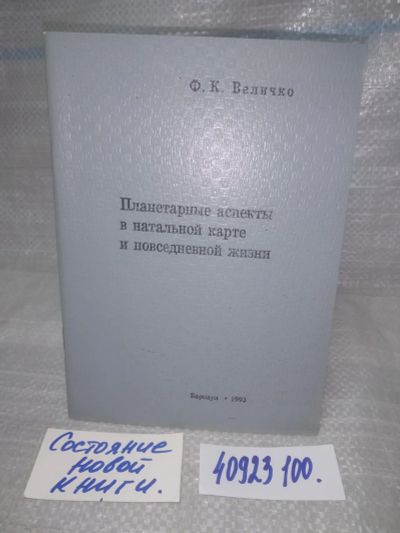 Ф. К. Величко
Планетарные аспекты
в натальной карте
и повседневной жизни
Барнаул • 1993
Состояние
новой
книги.
40923 100.